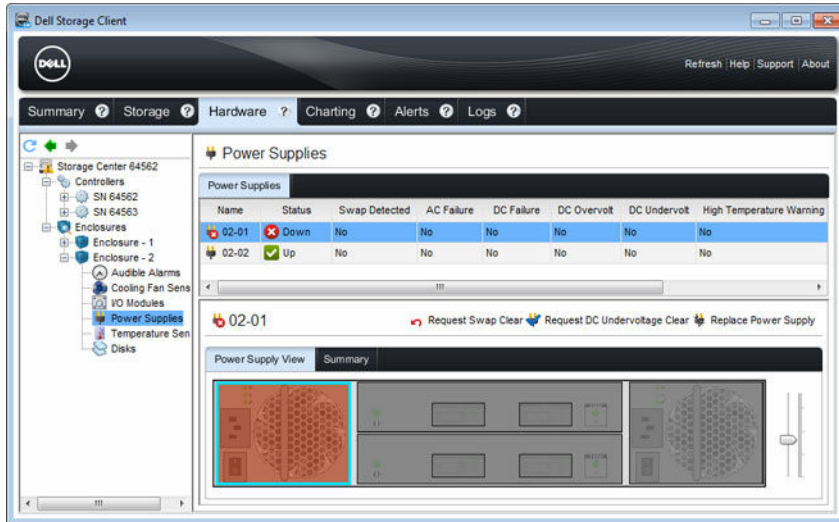 Dell Storage Client
DELL
Refresh Help Support About
Summary ? Storage ? Hardware ? Charting ? Alerts ? Logs ?
Storage Center 64562
Controllers
SN 64562
SN 64563
Enclosures
Enclosure - 1
Enclosure - 2
Audible Alarms
Cooling Fan Sens
I/O Modules
Power Supplies
Temperature Sen
Disks
Power Supplies
Power Supplies
Name Status Swap Detected AC Failure DC Failure DC Overvolt DC Undervolt High Temperature Warning
02-01 Down No No No No No No
02-02 Up No No No No No No
02-01 Request Swap Clear Request DC Undervoltage Clear Replace Power Supply
Power Supply View Summary